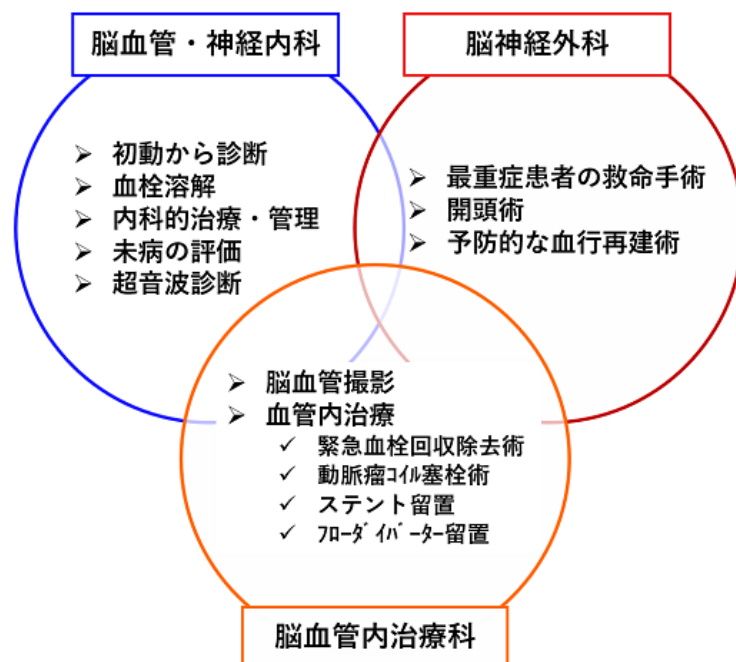 脳血管・神経内科
脳神経外科
➢ 初動から診断
➢ 血栓溶解
➢ 内科的治療・管理
➢ 未病の評価
➢ 超音波診断
➢ 最重症患者の救命手術
➢ 開頭術
➢ 予防的な血行再建術
➢ 脳血管撮影
➢ 血管内治療
✓ 緊急血栓回収除去術
✓ 動脈瘤ｺｲﾙ塞栓術
✓ ステント留置
✓ ﾌﾛｰﾀﾞｲﾊﾞｰター留置
脳血管内治療科